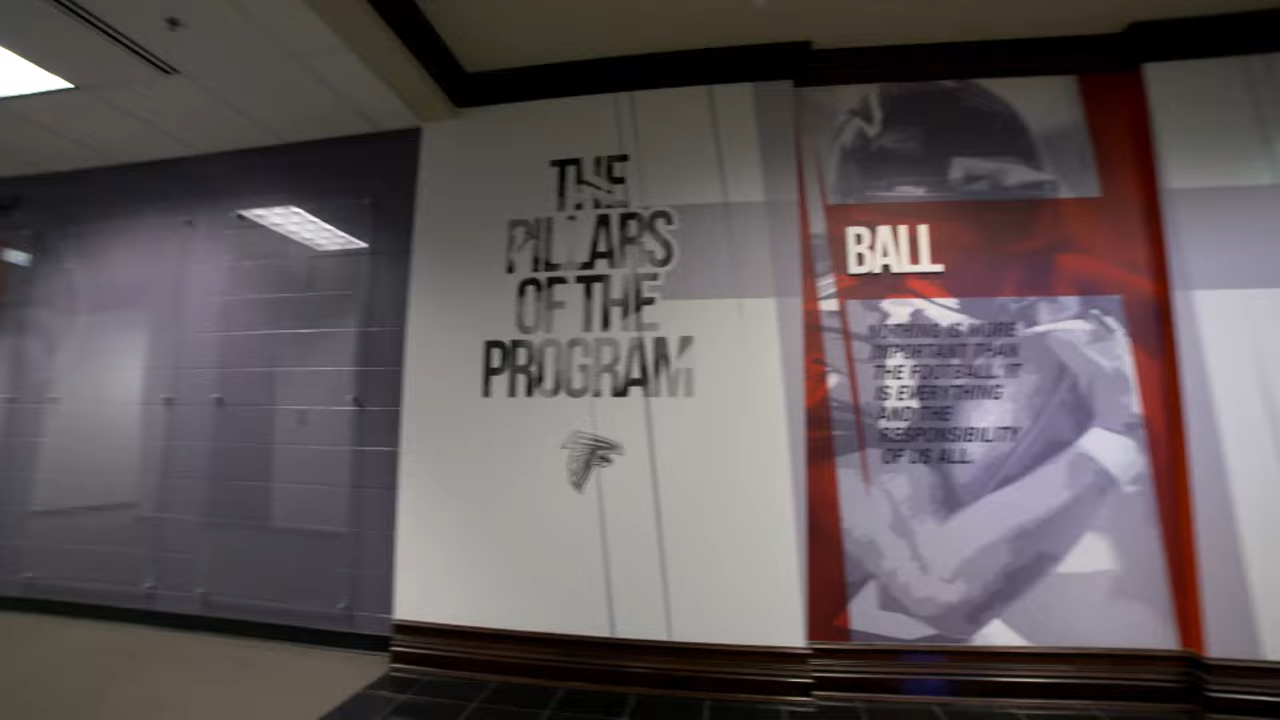 THE
PILLARS
OF THE
PROGRAM
BALL
NOTHING IS MORE
IMPORTANT THAN
THE FOOTBALL. IT
IS EVERYTHING
AND THE
RESPONSIBILITY
OF US ALL.